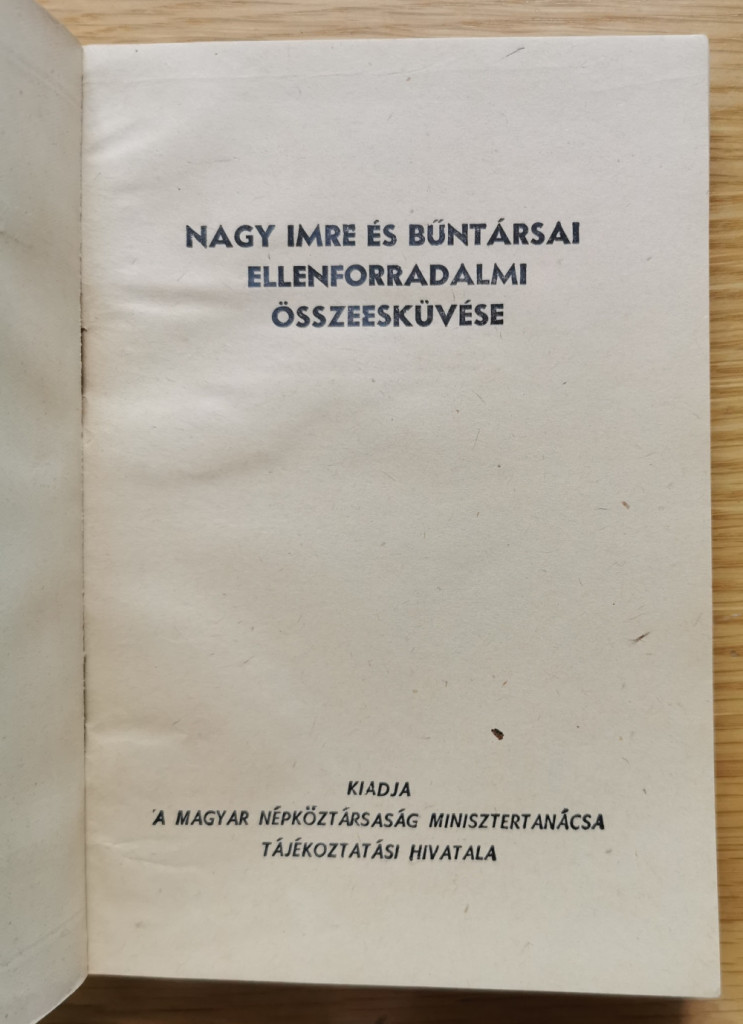 NAGY IMRE ÉS BŰNTÁRSAI
ELLENFORRADALMI
ÖSSZEESKÜVÉSE
KIADJA
A MAGYAR NÉPKÖZTÁRSASÁG MINISZTERTANÁCSA
TÁJÉKOZTATÁSI HIVATALA